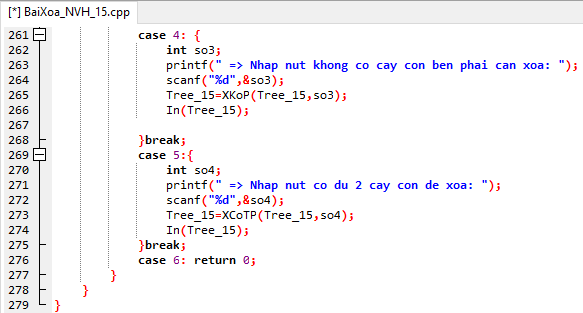 [*] BaiXoa_NVH_15.cpp
261 case 4: {
262 int so3;
263 printf(" => Nhap nut khong co cay con ben phai can xoa: ");
264 scanf("%d",&so3);
265 Tree_15=XKoP(Tree_15,so3);
266 In(Tree_15);
267
268 }break;
269 case 5:{
270 int so4;
271 printf(" => Nhap nut co du 2 cay con de xoa: ");
272 scanf("%d",&so4);
273 Tree_15=XCoTP(Tree_15,so4);
274 In(Tree_15);
275 }break;
276 case 6: return 0;
277 }
278 }
279 }